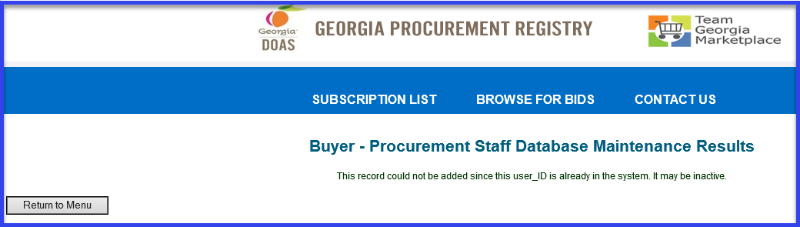 Georgia
DOAS
GEORGIA PROCUREMENT REGISTRY
Team
Georgia
Marketplace
SUBSCRIPTION LIST BROWSE FOR BIDS CONTACT US
Buyer - Procurement Staff Database Maintenance Results
This record could not be added since this user_ID is already in the system. It may be inactive.
Return to Menu